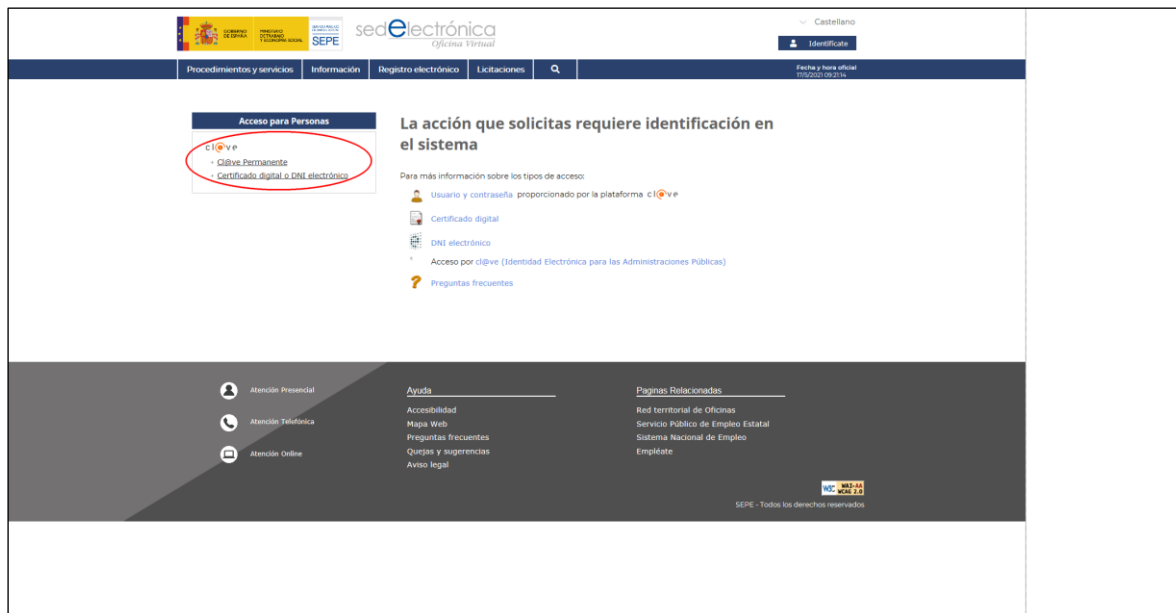 GOBIERNO
DE ESPAÑA
MINISTERIO
DE TRABAJO
Y ECONOMÍA SOCIAL
SEPE
sedelectrónica
Oficina Virtual
Castellano
Identifícate
Procedimientos y servicios
Información
Registro electrónico
Licitaciones
Fecha y hora oficial
17/5/2021 09:21:14
Acceso para Personas
cl@ve
Cl@ve Permanente
Certificado digital o DNI electrónico
La acción que solicitas requiere identificación en
el sistema
Para más información sobre los tipos de acceso:
Usuario y contraseña proporcionado por la plataforma cl@ve
Certificado digital
DNI electrónico
Acceso por cl@ve (Identidad Electrónica para las Administraciones Públicas)
Preguntas frecuentes
Atención Presencial
Atención Telefónica
Atención Online
Ayuda
Accesibilidad
Mapa Web
Preguntas frecuentes
Quejas y sugerencias
Aviso legal
Paginas Relacionadas
Red territorial de Oficinas
Servicio Público de Empleo Estatal
Sistema Nacional de Empleo
Empléate
W3C WAI-AA
WCAG 2.0
SEPE - Todos los derechos reservados